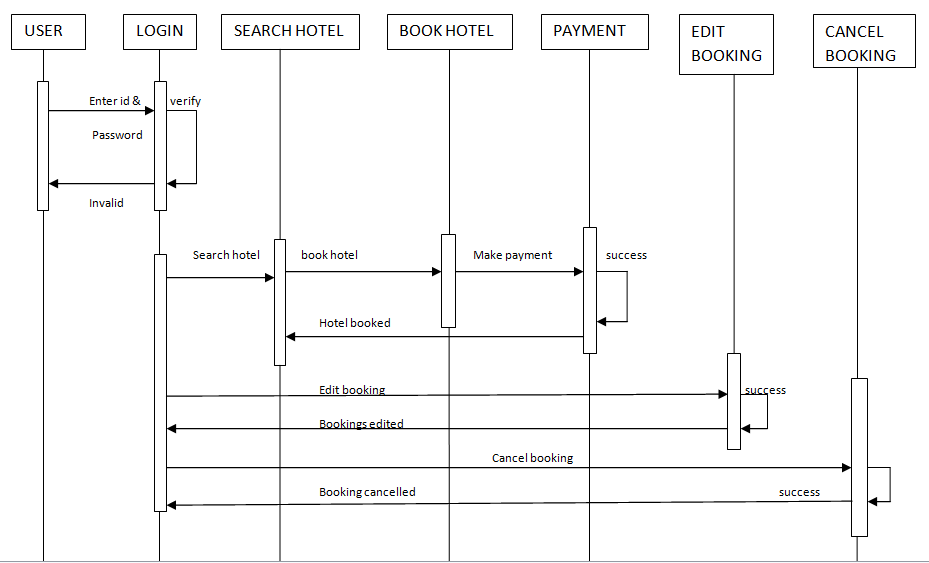 USER
LOGIN
SEARCH HOTEL
BOOK HOTEL
PAYMENT
EDIT
BOOKING
CANCEL
BOOKING
Enter id &
verify
Password
Invalid
Search hotel
book hotel
Make payment
success
Hotel booked
Edit booking
success
Bookings edited
Cancel booking
Booking cancelled
success